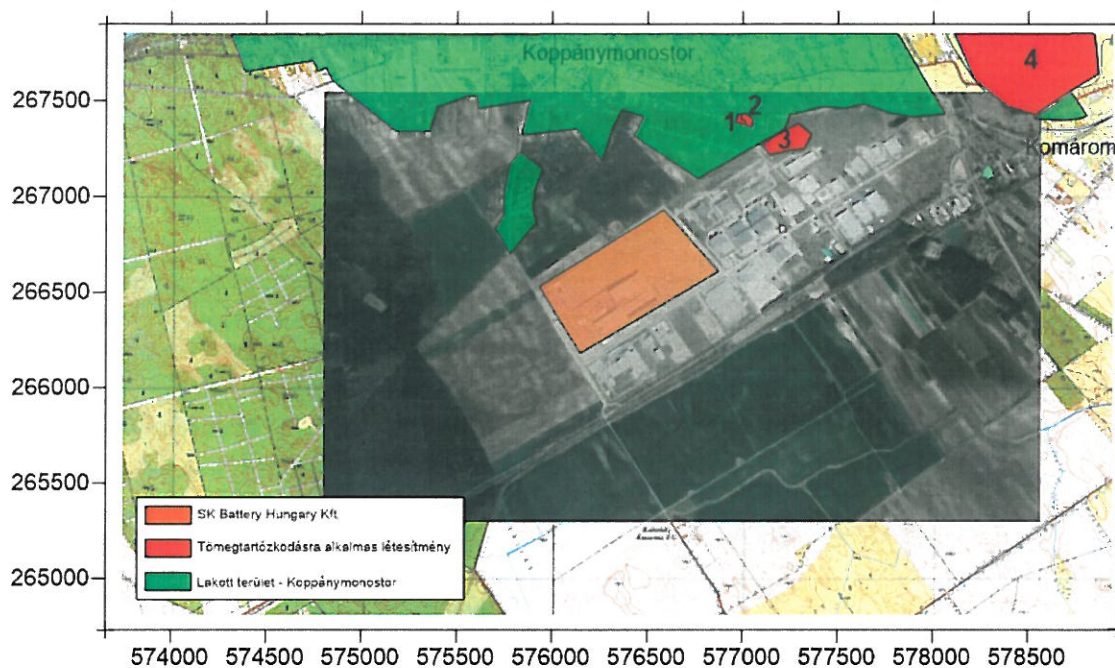 Koppánymonostor
4
2
1
3
Komárom
267500
267000
266500
266000
265500
265000
SK Battery Hungary Kft
Tömegtartózkodásra alkalmas létesítmény
Lakott terület - Koppánymonostor
574000 574500 575000 575500 576000 576500 577000 577500 578000 578500